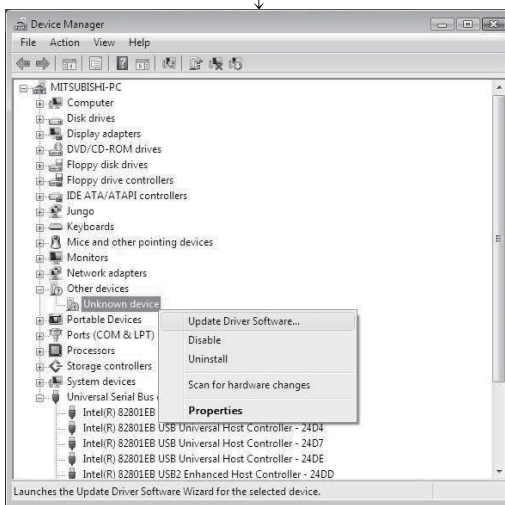 Device Manager
File Action View Help
MITSUBISHI-PC
Computer
Disk drives
Display adapters
DVD/CD-ROM drives
Floppy disk drives
Floppy drive controllers
IDE ATA/ATAPI controllers
Jungo
Keyboards
Mice and other pointing devices
Monitors
Network adapters
Other devices
Unknown device
Update Driver Software...
Portable Devices
Ports (COM & LPT)
Disable
Processors
Uninstall
Storage controllers
System devices
Scan for hardware changes
Universal Serial Bus
Properties
Intel(R) 82801EB
Intel(R) 82801EB USB Universal Host Controller - 24D4
Intel(R) 82801EB USB Universal Host Controller - 24D7
Intel(R) 82801EB USB Universal Host Controller - 24DE
Intel(R) 82801EB USB2 Enhanced Host Controller - 24DD
Launches the Update Driver Software Wizard for the selected device.